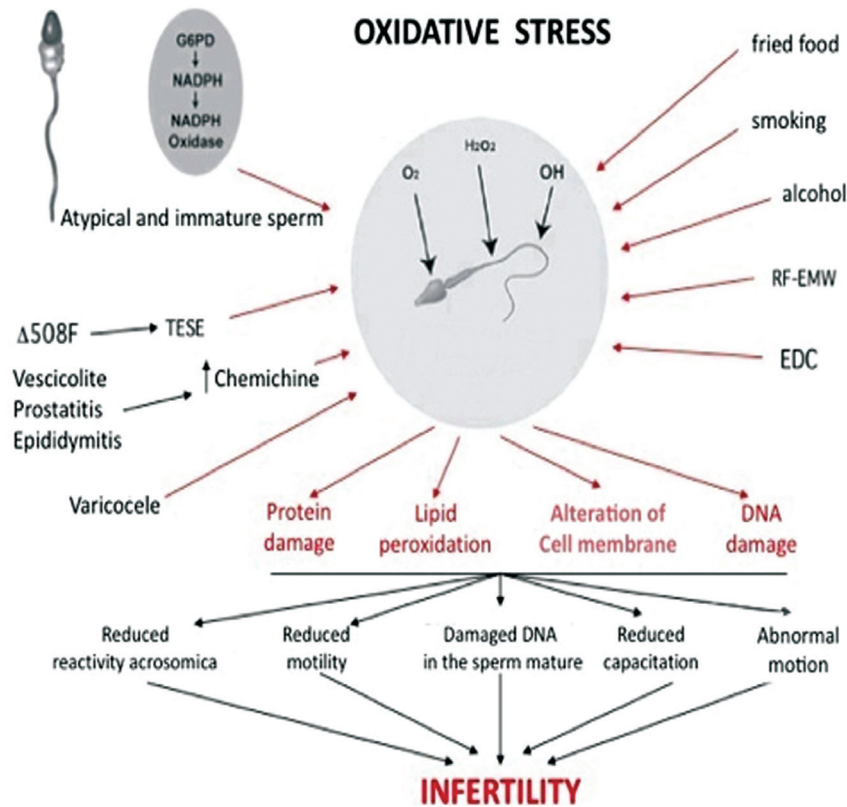 OXIDATIVE STRESS
G6PD
NADPH
NADPH
Oxidase
Atypical and immature sperm
Δ508F
TESE
Vescicolite
Prostatitis
Epididymitis
Chemichine
Varicocele
O2
H2O2
OH
fried food
smoking
alcohol
RF-EMW
EDC
Protein
damage
Lipid
peroxidation
Alteration of
Cell membrane
DNA
damage
Reduced
reactivity acrosomica
Reduced
motility
Damaged DNA
in the sperm mature
Reduced
capacitation
Abnormal
motion
INFERTILITY